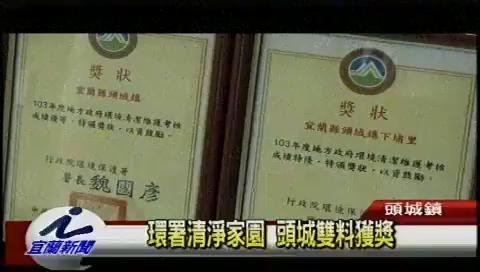 獎狀
宜蘭縣頭城鎮
103年度地方政府環境清潔維護考核
成績優等，特頒獎狀，以資鼓勵。
行政院環境保護署
署長 魏國彥
獎狀
宜蘭縣頭城鎮下埔里
103年度地方政府環境清潔維護考核
成績特優，特頒獎狀，以資鼓勵。
行政院環境保
署長
頭城鎮
宜蘭新聞
環署清淨家園 頭城雙料獲獎